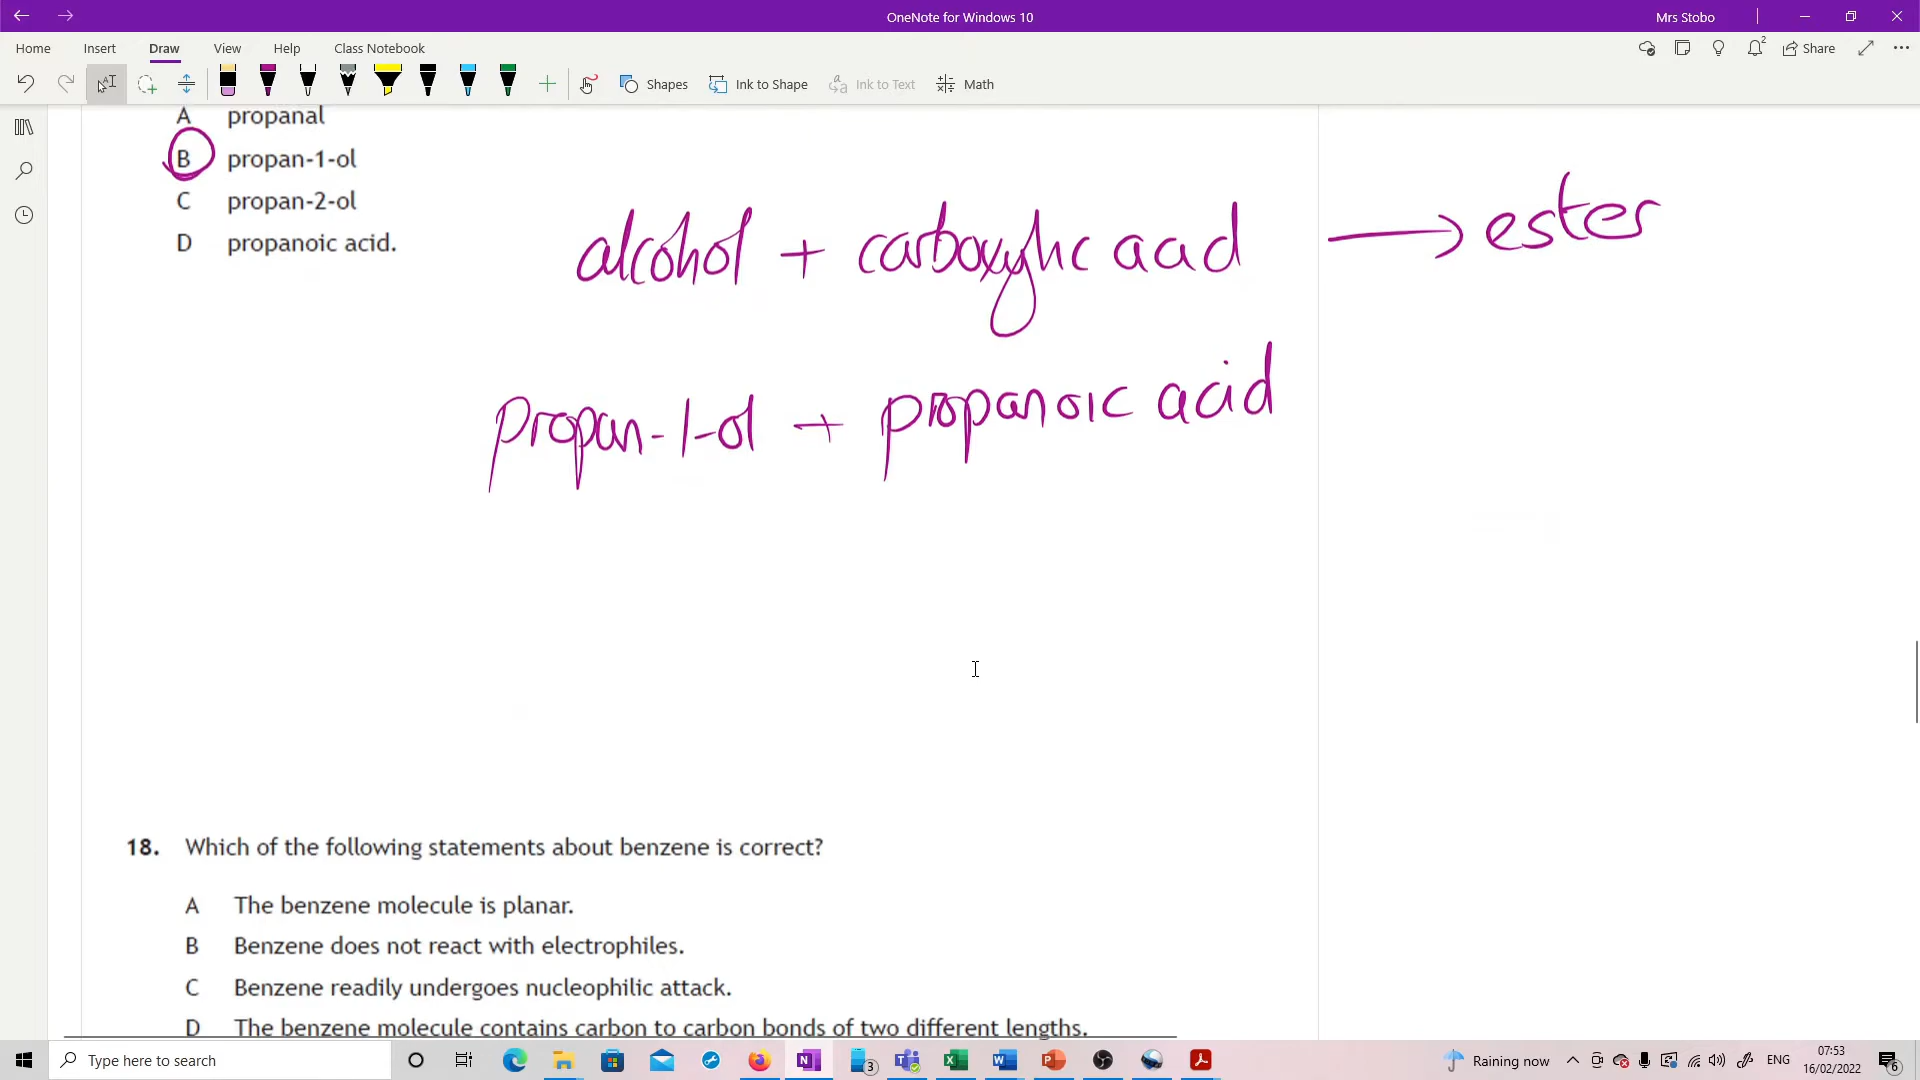 OneNote for Windows 10
Mrs Stobo
Home Insert Draw View Help Class Notebook
2
Share
Shapes
Ink to Shape
Ink to Text
Math
A propanal
B propan-1-ol
C propan-2-ol
D propanoic acid.
alcohol + carboxylic acid → ester
propan-1-ol + propanoic acid
18. Which of the following statements about benzene is correct?
A The benzene molecule is planar.
B Benzene does not react with electrophiles.
C Benzene readily undergoes nucleophilic attack.
D The benzene molecule contains carbon to carbon bonds of two different lengths.
Type here to search
3
Raining now
ENG
07:53
16/02/2022
6